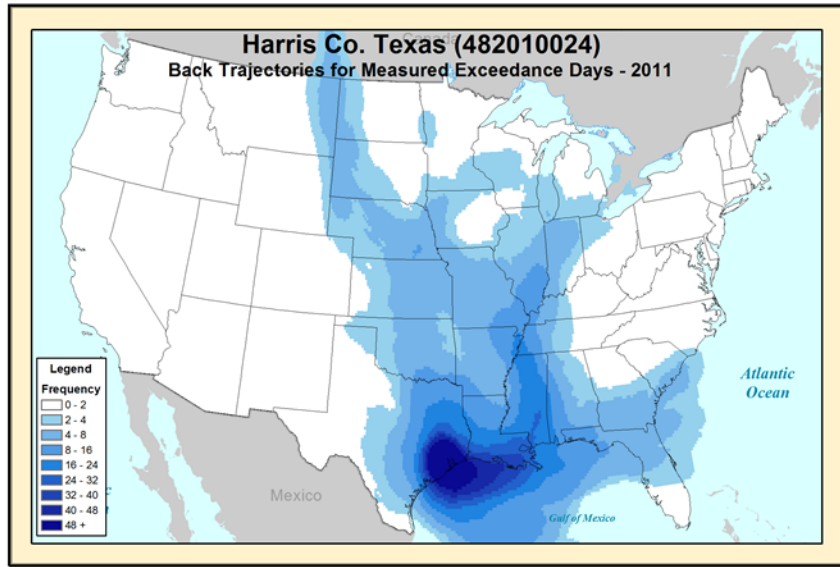 Canada
Harris Co. Texas (482010024)
Back Trajectories for Measured Exceedance Days - 2011
Atlantic
Ocean
Legend
Frequency
0 - 2
2 - 4
4 - 8
8 - 16
16 - 24
24 - 32
32 - 40
40 - 48
48 +
Mexico
Gulf of Mexico